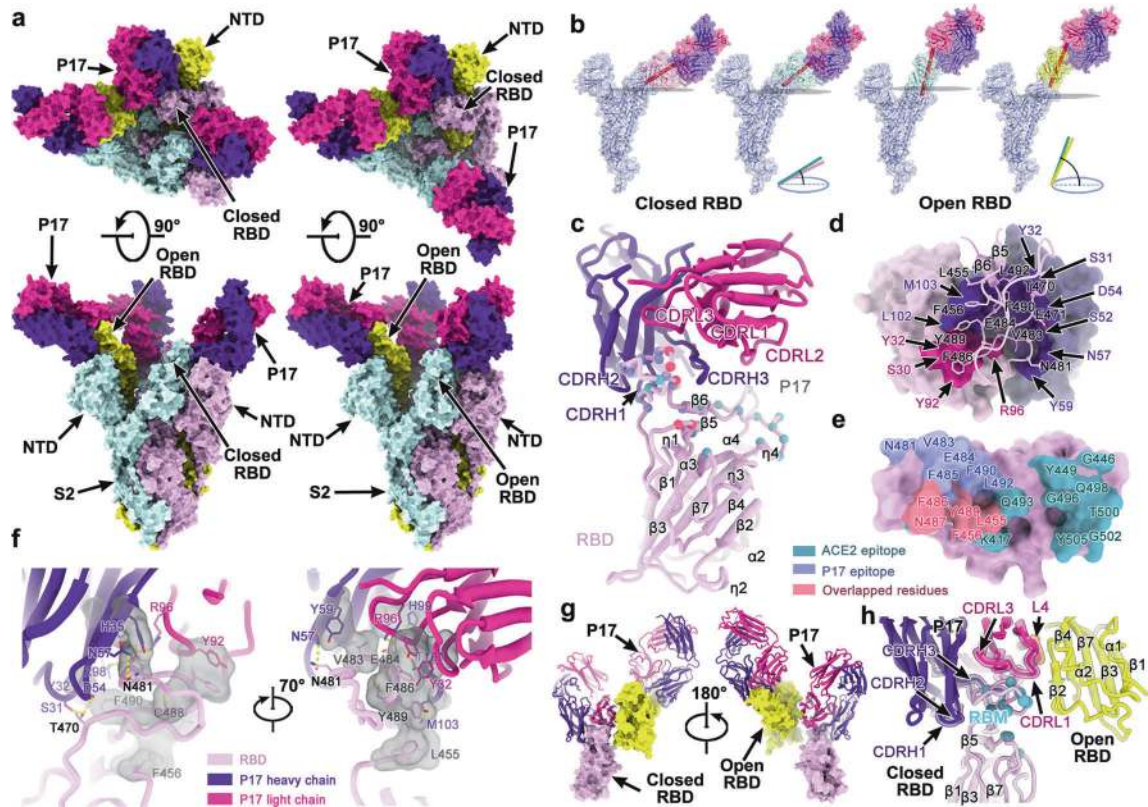 a
NTD
P17
Closed RBD
NTD
P17
Closed RBD
P17
90°
Open RBD
P17
P17
NTD
NTD
Closed RBD
S2
90°
Open RBD
P17
NTD
NTD
Open RBD
S2
b
Closed RBD
Open RBD
c
CDRL3
CDRL1
CDRL2
CDRH2
CDRH3
P17
CDRH1
β6
β5
η1
α4
α3
η4
η3
β1
β7
β4
β3
β2
RBD
α2
η2
d
Y32
β5
β6
S31
L455
L492
T470
M103
D54
F456
F490
L471
L102
E484
S52
V483
Y32
Y489
S30
F486
N57
N481
Y92
R96
Y59
e
N481
V483
E484
F485
F490
L492
Q493
Y449
G446
Q498
G496
F486
Y489
T500
N487
L455
F456
K417
Y505
G502
ACE2 epitope
P17 epitope
Overlapped residues
f
R96
H35
Y92
N57
Y32
D54
N481
F490
S31
C488
T470
F456
RBD
P17 heavy chain
P17 light chain
70°
Y59
H99
R96
N57
V483
E484
N481
F486
Y32
Y489
M103
L455
g
P17
P17
180°
Closed RBD
Open RBD
h
P17
CDRL3
L4
CDRH3
CDRH2
β4
β7
α1
β1
α2
β3
β2
RBM
CDRL1
CDRH1
β5
Closed RBD
Open RBD
β1
β3
β7